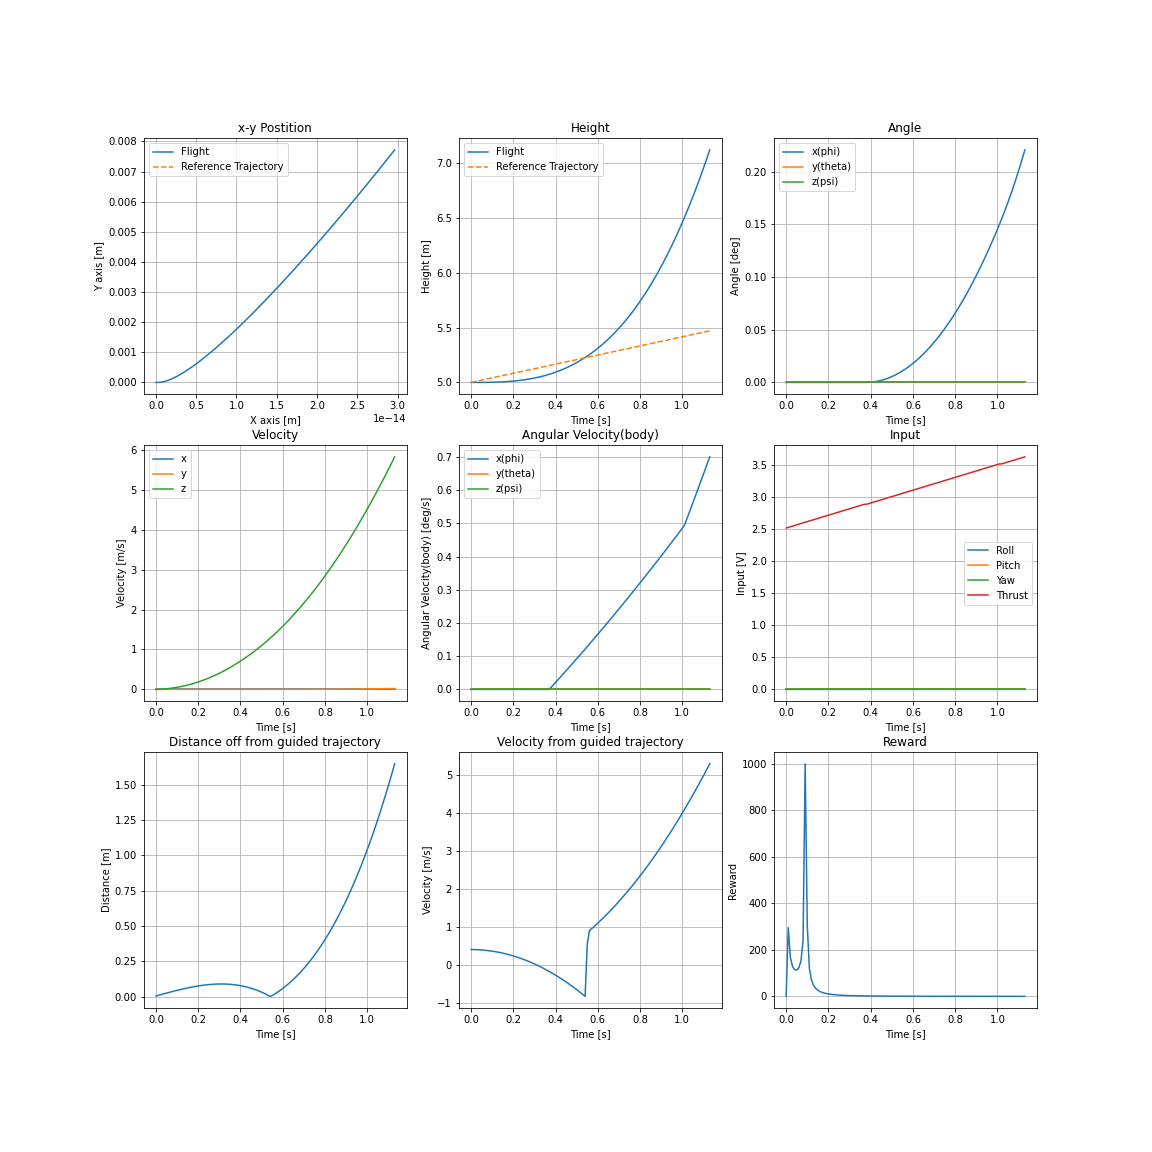 x-y Postition
Flight
Reference Trajectory
0.008
0.007
0.006
0.005
0.004
0.003
0.002
0.001
0.000
Y axis [m]
0.0 0.5 1.0 1.5 2.0 2.5 3.0
X axis [m]
1e−14
Height
Flight
Reference Trajectory
7.0
6.5
6.0
5.5
5.0
Height [m]
0.0 0.2 0.4 0.6 0.8 1.0
Time [s]
Angle
x(phi)
y(theta)
z(psi)
0.20
0.15
0.10
0.05
0.00
Angle [deg]
0.0 0.2 0.4 0.6 0.8 1.0
Time [s]
Velocity
x
y
z
6
5
4
3
2
1
0
Velocity [m/s]
0.0 0.2 0.4 0.6 0.8 1.0
Time [s]
Angular Velocity(body)
x(phi)
y(theta)
z(psi)
0.7
0.6
0.5
0.4
0.3
0.2
0.1
0.0
Angular Velocity(body) [deg/s]
0.0 0.2 0.4 0.6 0.8 1.0
Time [s]
Input
3.5
3.0
2.5
2.0
1.5
1.0
0.5
0.0
Input [V]
Roll
Pitch
Yaw
Thrust
0.0 0.2 0.4 0.6 0.8 1.0
Time [s]
Distance off from guided trajectory
1.50
1.25
1.00
0.75
0.50
0.25
0.00
Distance [m]
0.0 0.2 0.4 0.6 0.8 1.0
Time [s]
Velocity from guided trajectory
5
4
3
2
1
0
−1
Velocity [m/s]
0.0 0.2 0.4 0.6 0.8 1.0
Time [s]
Reward
1000
800
600
400
200
0
Reward
0.0 0.2 0.4 0.6 0.8 1.0
Time [s]